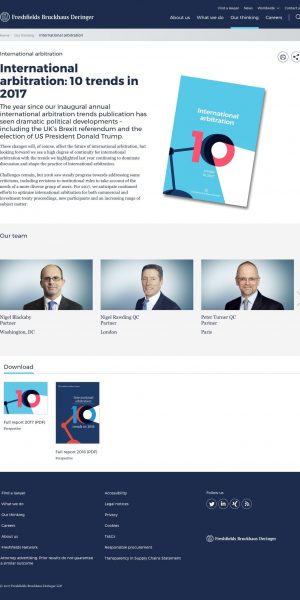 Freshfields Bruckhaus Deringer
Find a lawyer News Worldwide Contact
About us What we do Our thinking Careers
Home Our thinking International arbitration
International arbitration
International
arbitration: 10 trends in
2017
The year since our inaugural annual
international arbitration trends publication has
seen dramatic political developments –
including the UK's Brexit referendum and the
election of US President Donald Trump.
These changes will, of course, affect the future of international arbitration, but
looking forward we see a high degree of continuity for international
arbitration with the trends we highlighted last year continuing to dominate
discussion and shape the practice of international arbitration.
Challenges remain, but 2016 saw steady progress towards addressing some
criticisms, including revisions to institutional rules to take account of the
needs of a more diverse group of users. For 2017, we anticipate continued
efforts to optimise international arbitration for both commercial and
investment treaty proceedings, new participants and an increasing range of
subject matter.
International
arbitration
10
Our team
Nigel Blackaby
Partner
Washington, DC
Nigel Rawding QC
Partner
London
Peter Turner QC
Partner
Paris
Download
10
Full report 2017 (PDF)
Perspective
International
arbitration
10
trends in 2016
Full report 2016 (PDF)
Perspective
Find a lawyer
What we do
Our thinking
Careers
About us
Freshfields Network
Attorney advertising. Prior results do not guarantee
a similar outcome
Accessibility
Legal notices
Privacy
Cookies
Ts&Cs
Responsible procurement
Transparency in Supply Chains Statement
Follow us
Freshfields Bruckhaus Deringer
© 2017 Freshfields Bruckhaus Deringer LLP